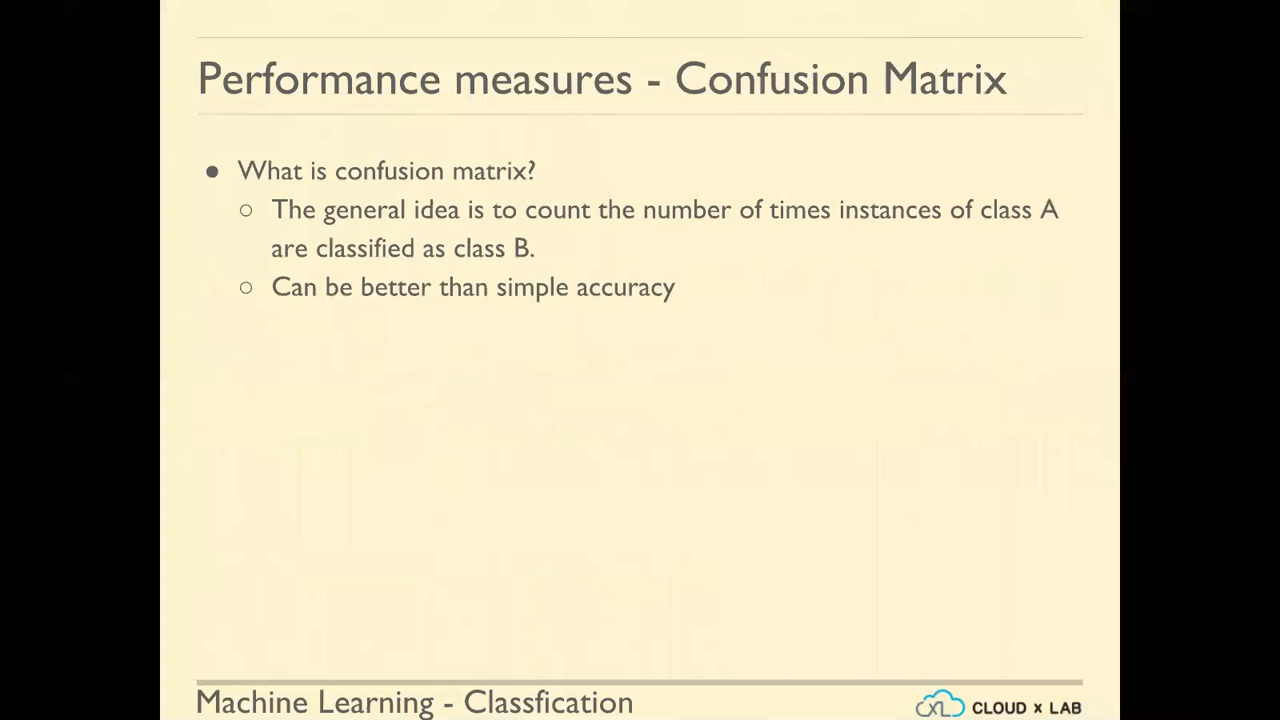 Performance measures - Confusion Matrix
● What is confusion matrix?
○ The general idea is to count the number of times instances of class A
are classified as class B.
○ Can be better than simple accuracy
Machine Learning - Classfication
XL CLOUD x LAB